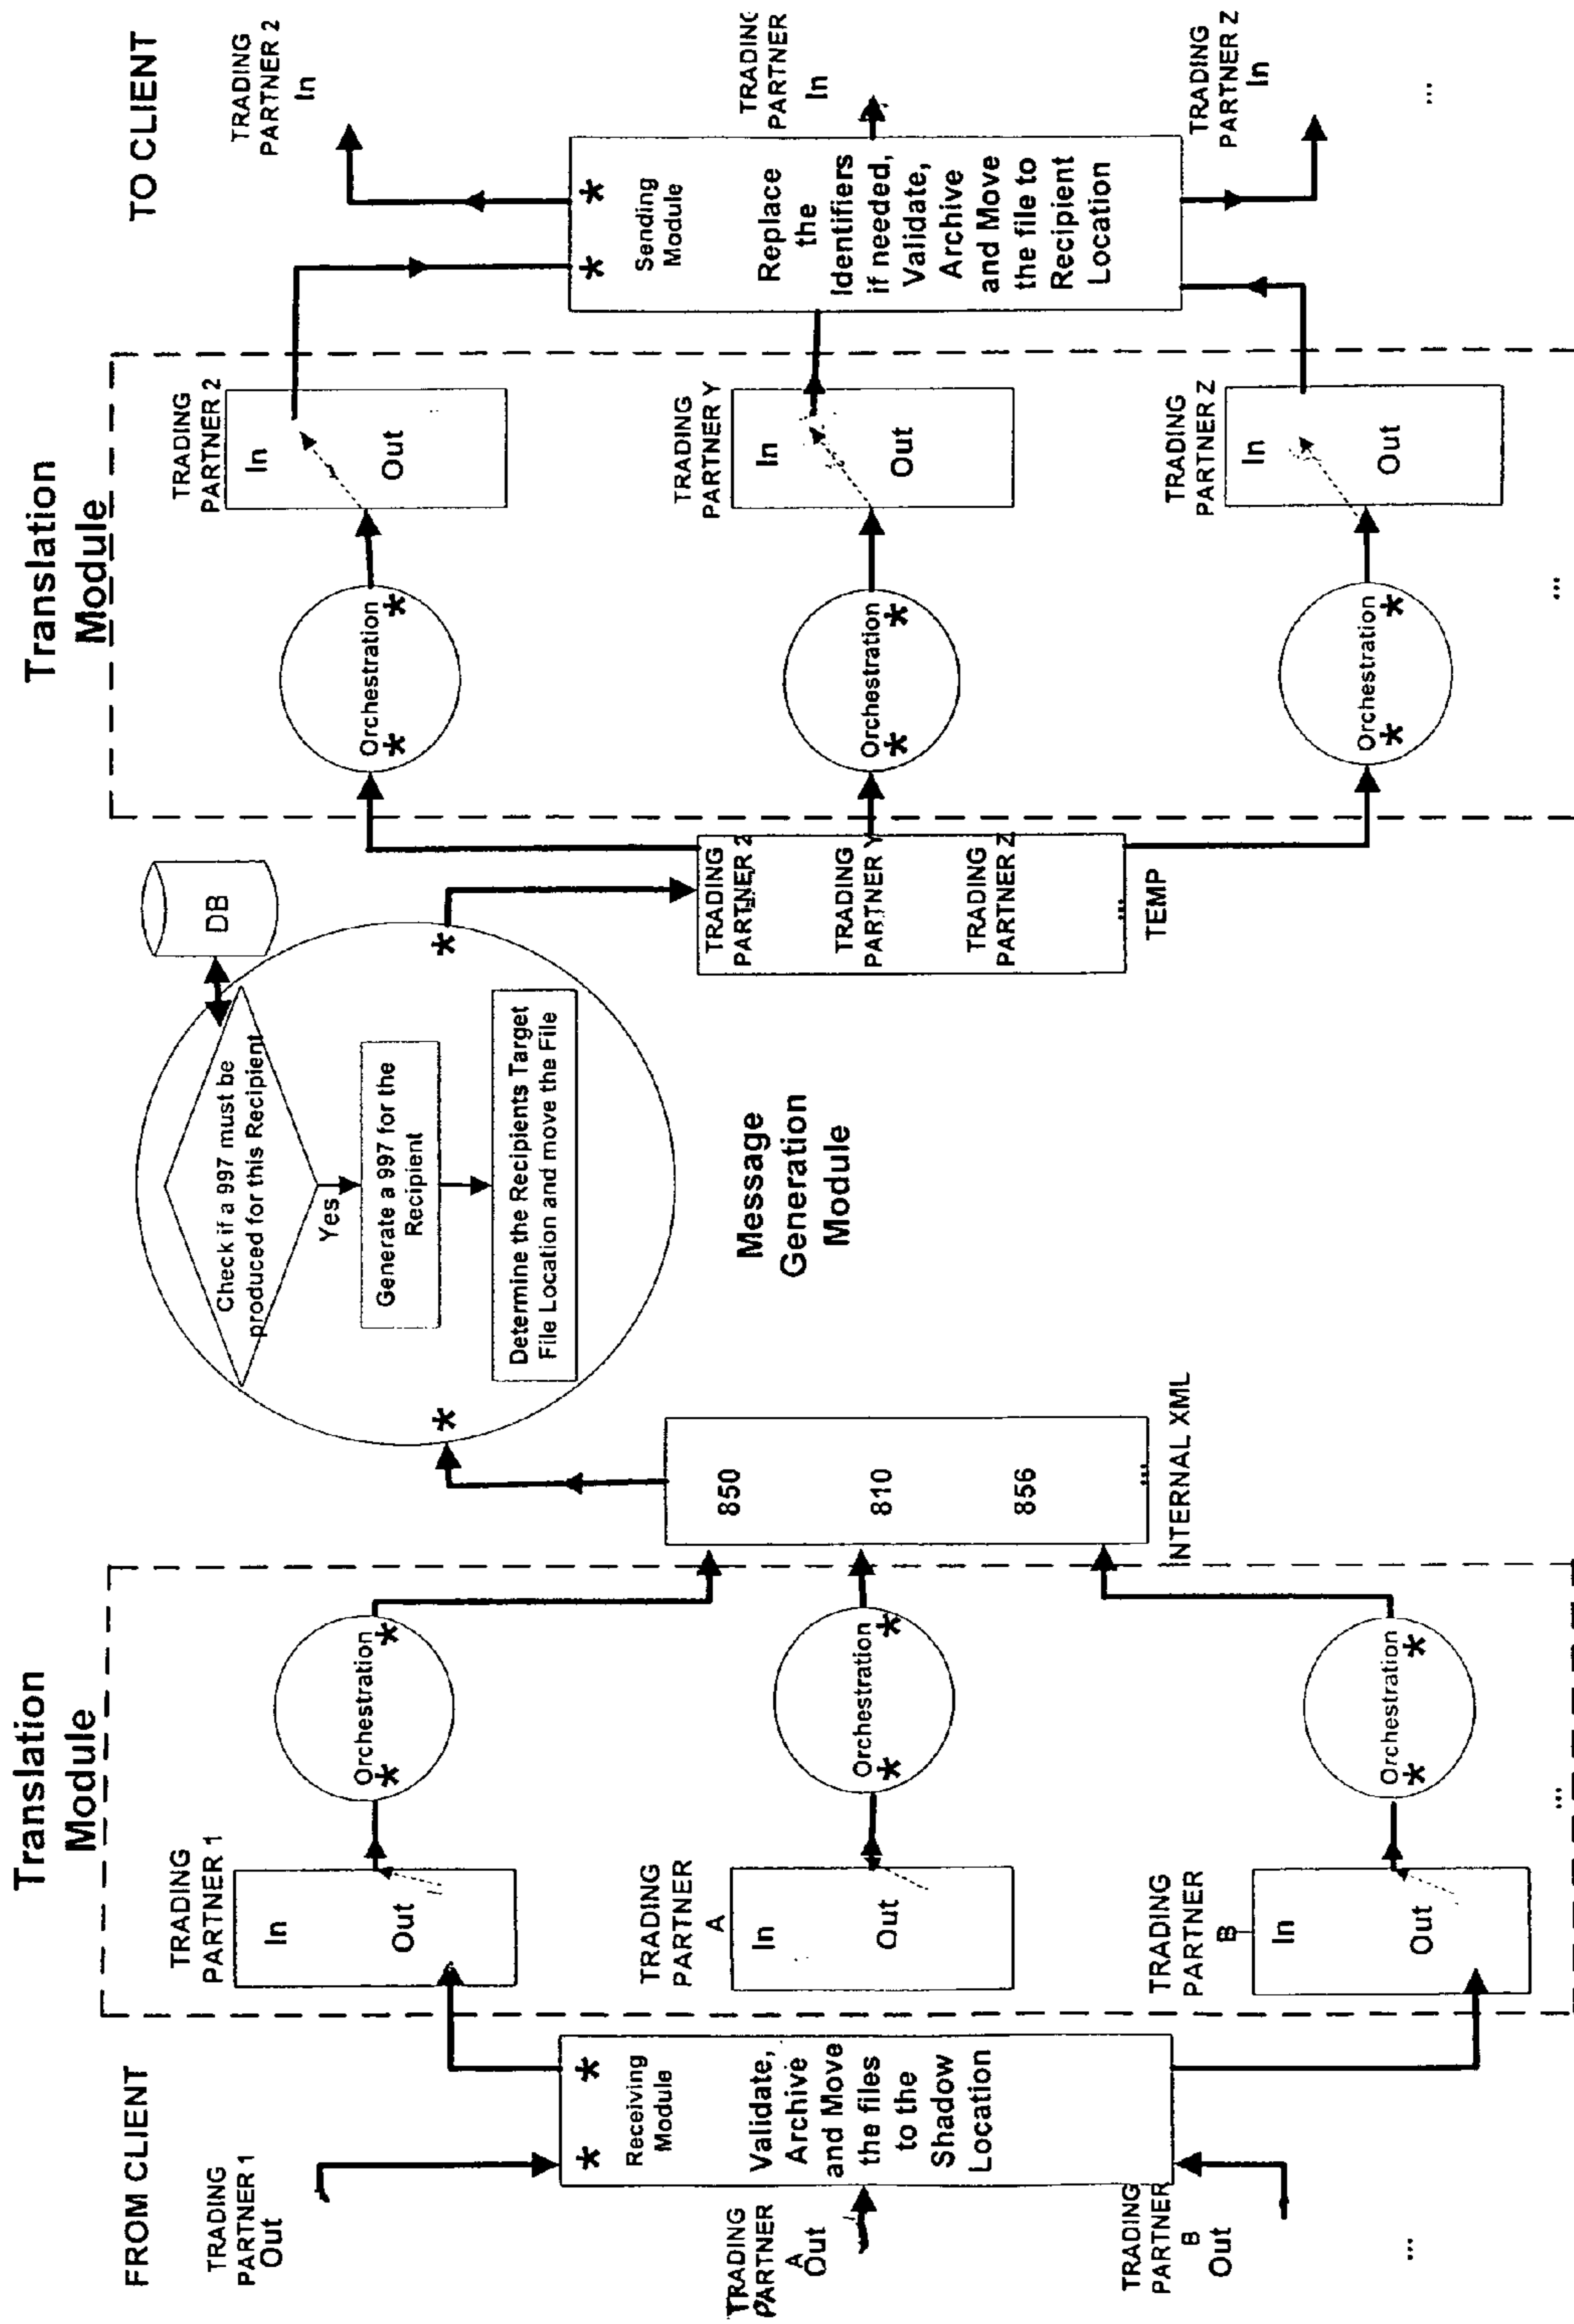 FROM CLIENT
TRADING
PARTNER 1
Out
TRADING
PARTNER
A
Out
TRADING
PARTNER
B
Out
...
*
*
Receiving
Module
Validate,
Archive
and Move
the files
to the
Shadow
Location
Translation
Module
TRADING
PARTNER 1
In
Out
Orchestration
*
*
TRADING
PARTNER
A
In
Out
Orchestration
*
*
TRADING
PARTNER
B
In
Out
Orchestration
*
*
...
850
810
856
...
INTERNAL XML
*
Check if a 997 must be
produced for this Recipient
Yes
Generate a 997 for the
Recipient
Determine the Recipients Target
File Location and move the File
*
DB
Message
Generation
Module
TRADING
PARTNER 2
TRADING
PARTNER Y
TRADING
PARTNER Z
...
TEMP
Translation
Module
Orchestration
*
*
TRADING
PARTNER 2
In
Out
Orchestration
*
*
TRADING
PARTNER Y
In
Out
Orchestration
*
*
TRADING
PARTNER Z
In
Out
...
*
*
Sending
Module
Replace
the
Identifiers
if needed,
Validate,
Archive
and Move
the file to
Recipient
Location
TO CLIENT
TRADING
PARTNER 2
In
TRADING
PARTNER
In
TRADING
PARTNER Z
In
...